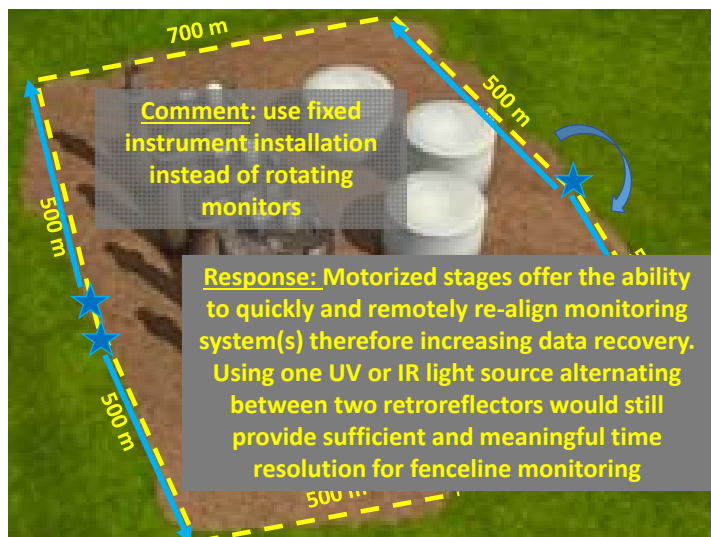 700 m
500 m
Comment: use fixed
instrument installation
instead of rotating
monitors
500 m
Response: Motorized stages offer the ability
to quickly and remotely re-align monitoring
system(s) therefore increasing data recovery.
Using one UV or IR light source alternating
between two retroreflectors would still
provide sufficient and meaningful time
resolution for fenceline monitoring
500 m
500 m